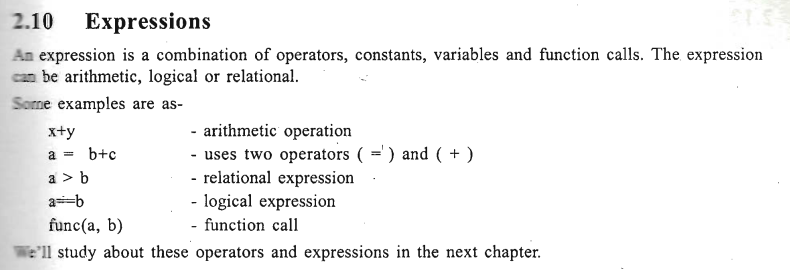 2.10 Expressions
An expression is a combination of operators, constants, variables and function calls. The expression
can be arithmetic, logical or relational.
Some examples are as-
x+y - arithmetic operation
a = b+c - uses two operators ( = ) and ( + )
a > b - relational expression
a==b - logical expression
func(a, b) - function call
We'll study about these operators and expressions in the next chapter.